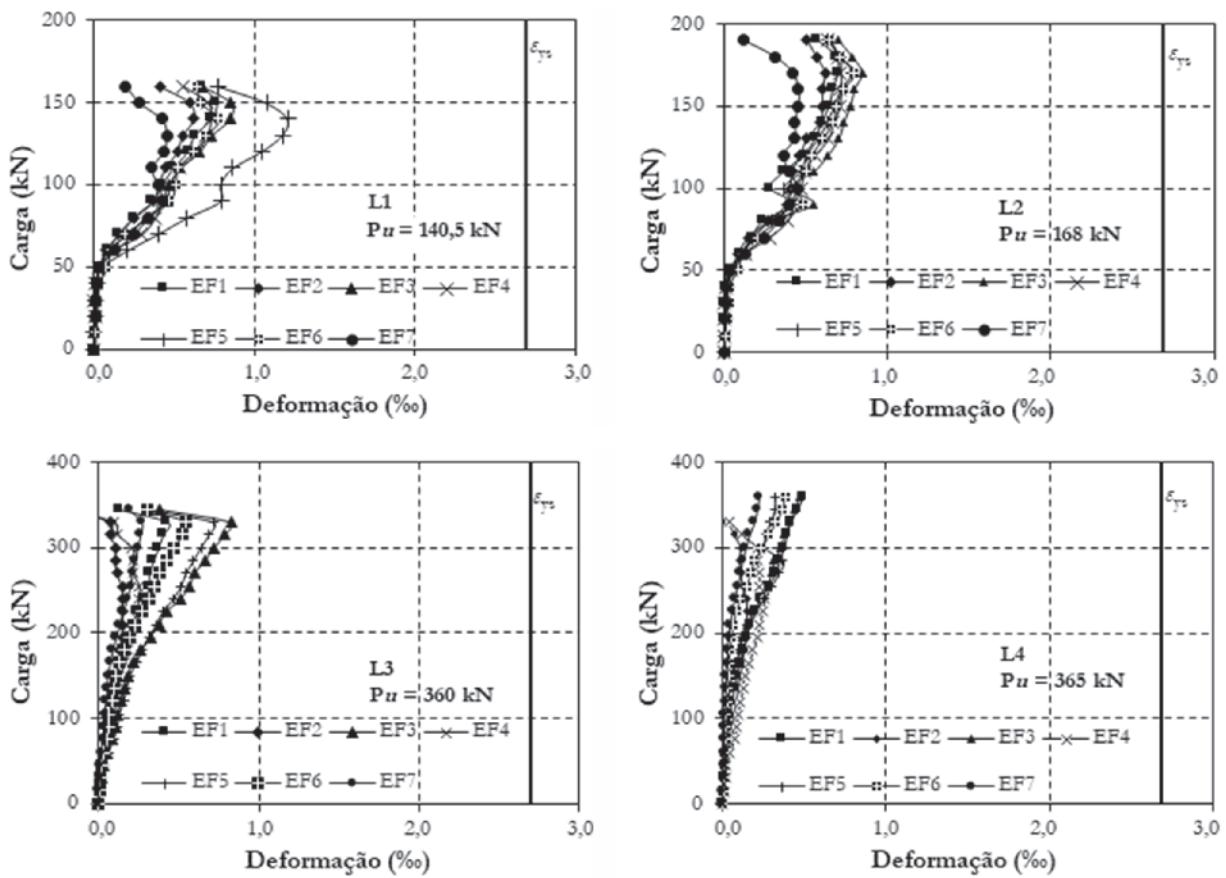 200
150
100
50
0
Carga (kN)
ε_ys
L1
Pu = 140,5 kN
EF1 EF2 EF3 EF4
EF5 EF6 EF7
0,0 1,0 2,0 3,0
Deformação (‰)
200
150
100
50
0
Carga (kN)
ε_ys
L2
Pu = 168 kN
EF1 EF2 EF3 EF4
EF5 EF6 EF7
0,0 1,0 2,0 3,0
Deformação (‰)
400
300
200
100
0
Carga (kN)
ε_ys
L3
Pu = 360 kN
EF1 EF2 EF3 EF4
EF5 EF6 EF7
0,0 1,0 2,0 3,0
Deformação (‰)
400
300
200
100
0
Carga (kN)
ε_ys
L4
Pu = 365 kN
EF1 EF2 EF3 EF4
EF5 EF6 EF7
0,0 1,0 2,0 3,0
Deformação (‰)